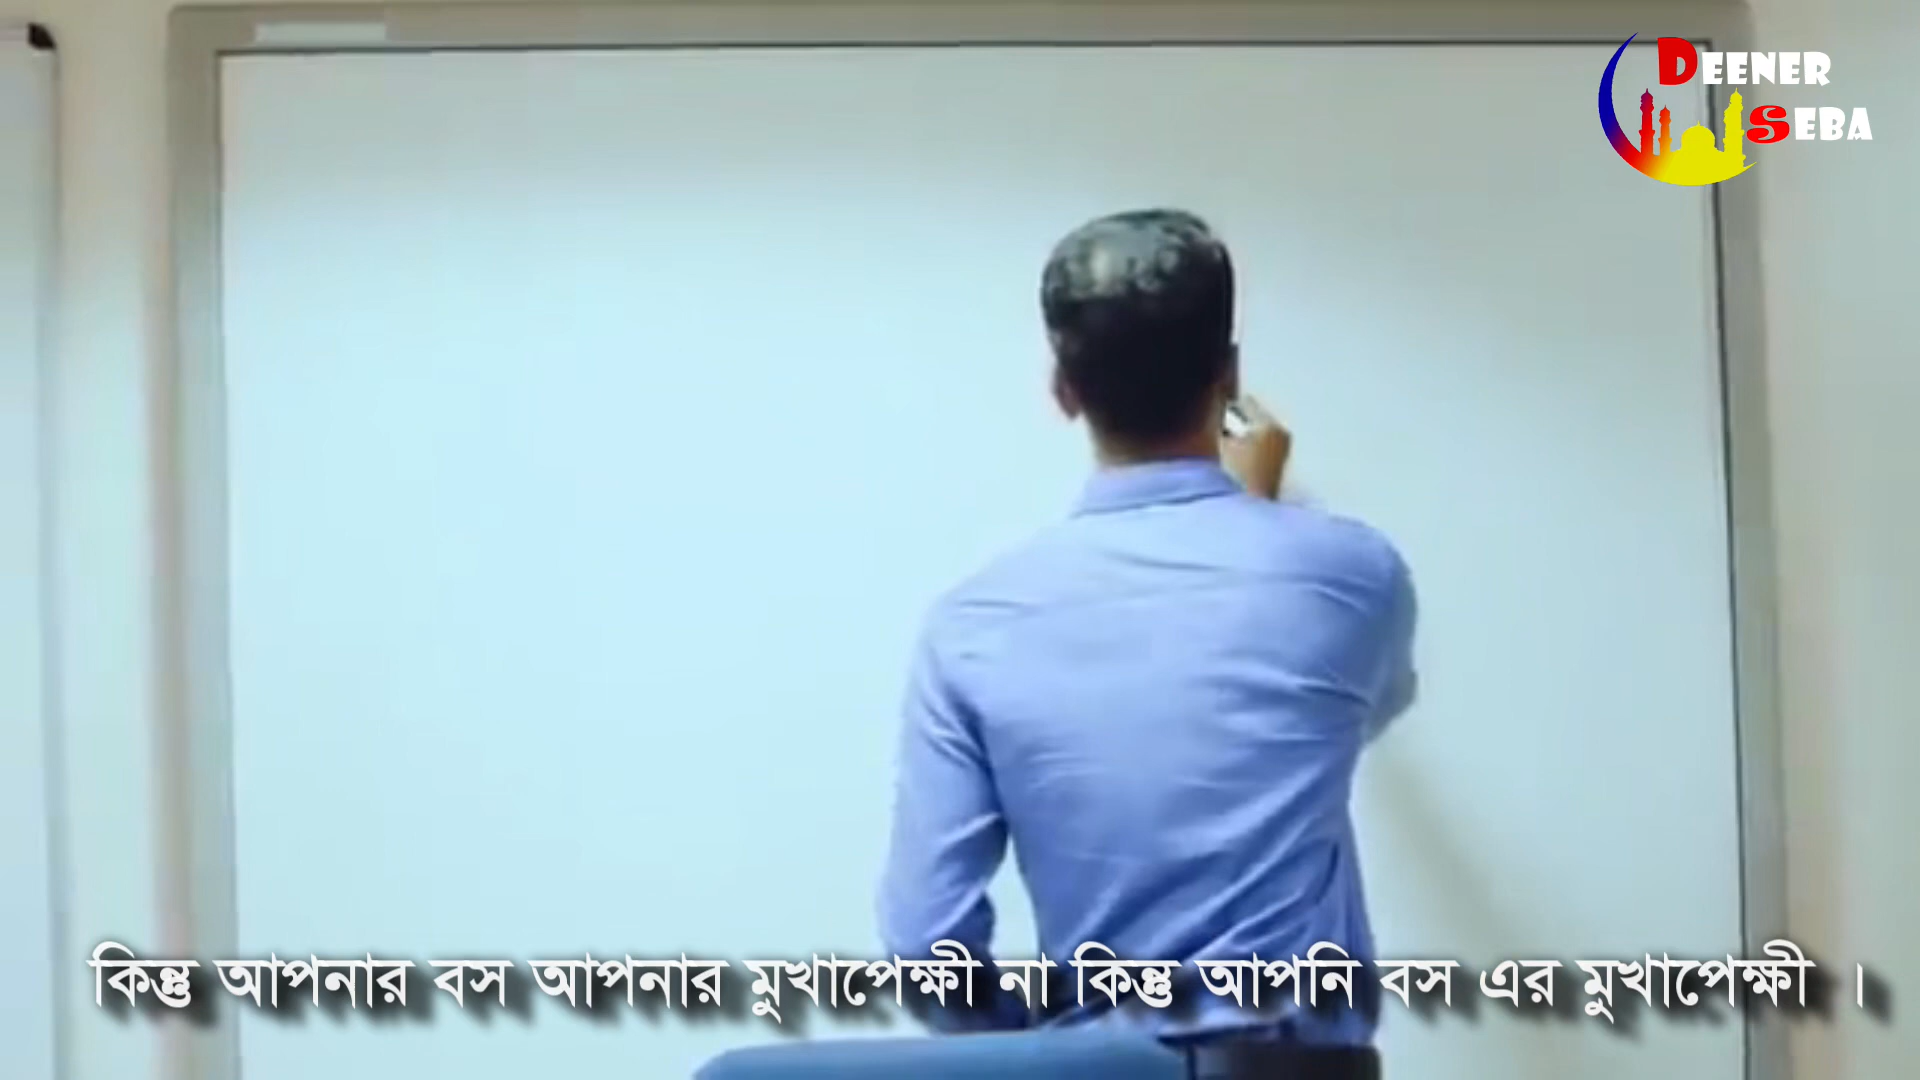 DEENER
SEBA
কিন্তু আপনার বস আপনার মুখাপেক্ষী না কিন্তু আপনি বস এর মুখাপেক্ষী ।